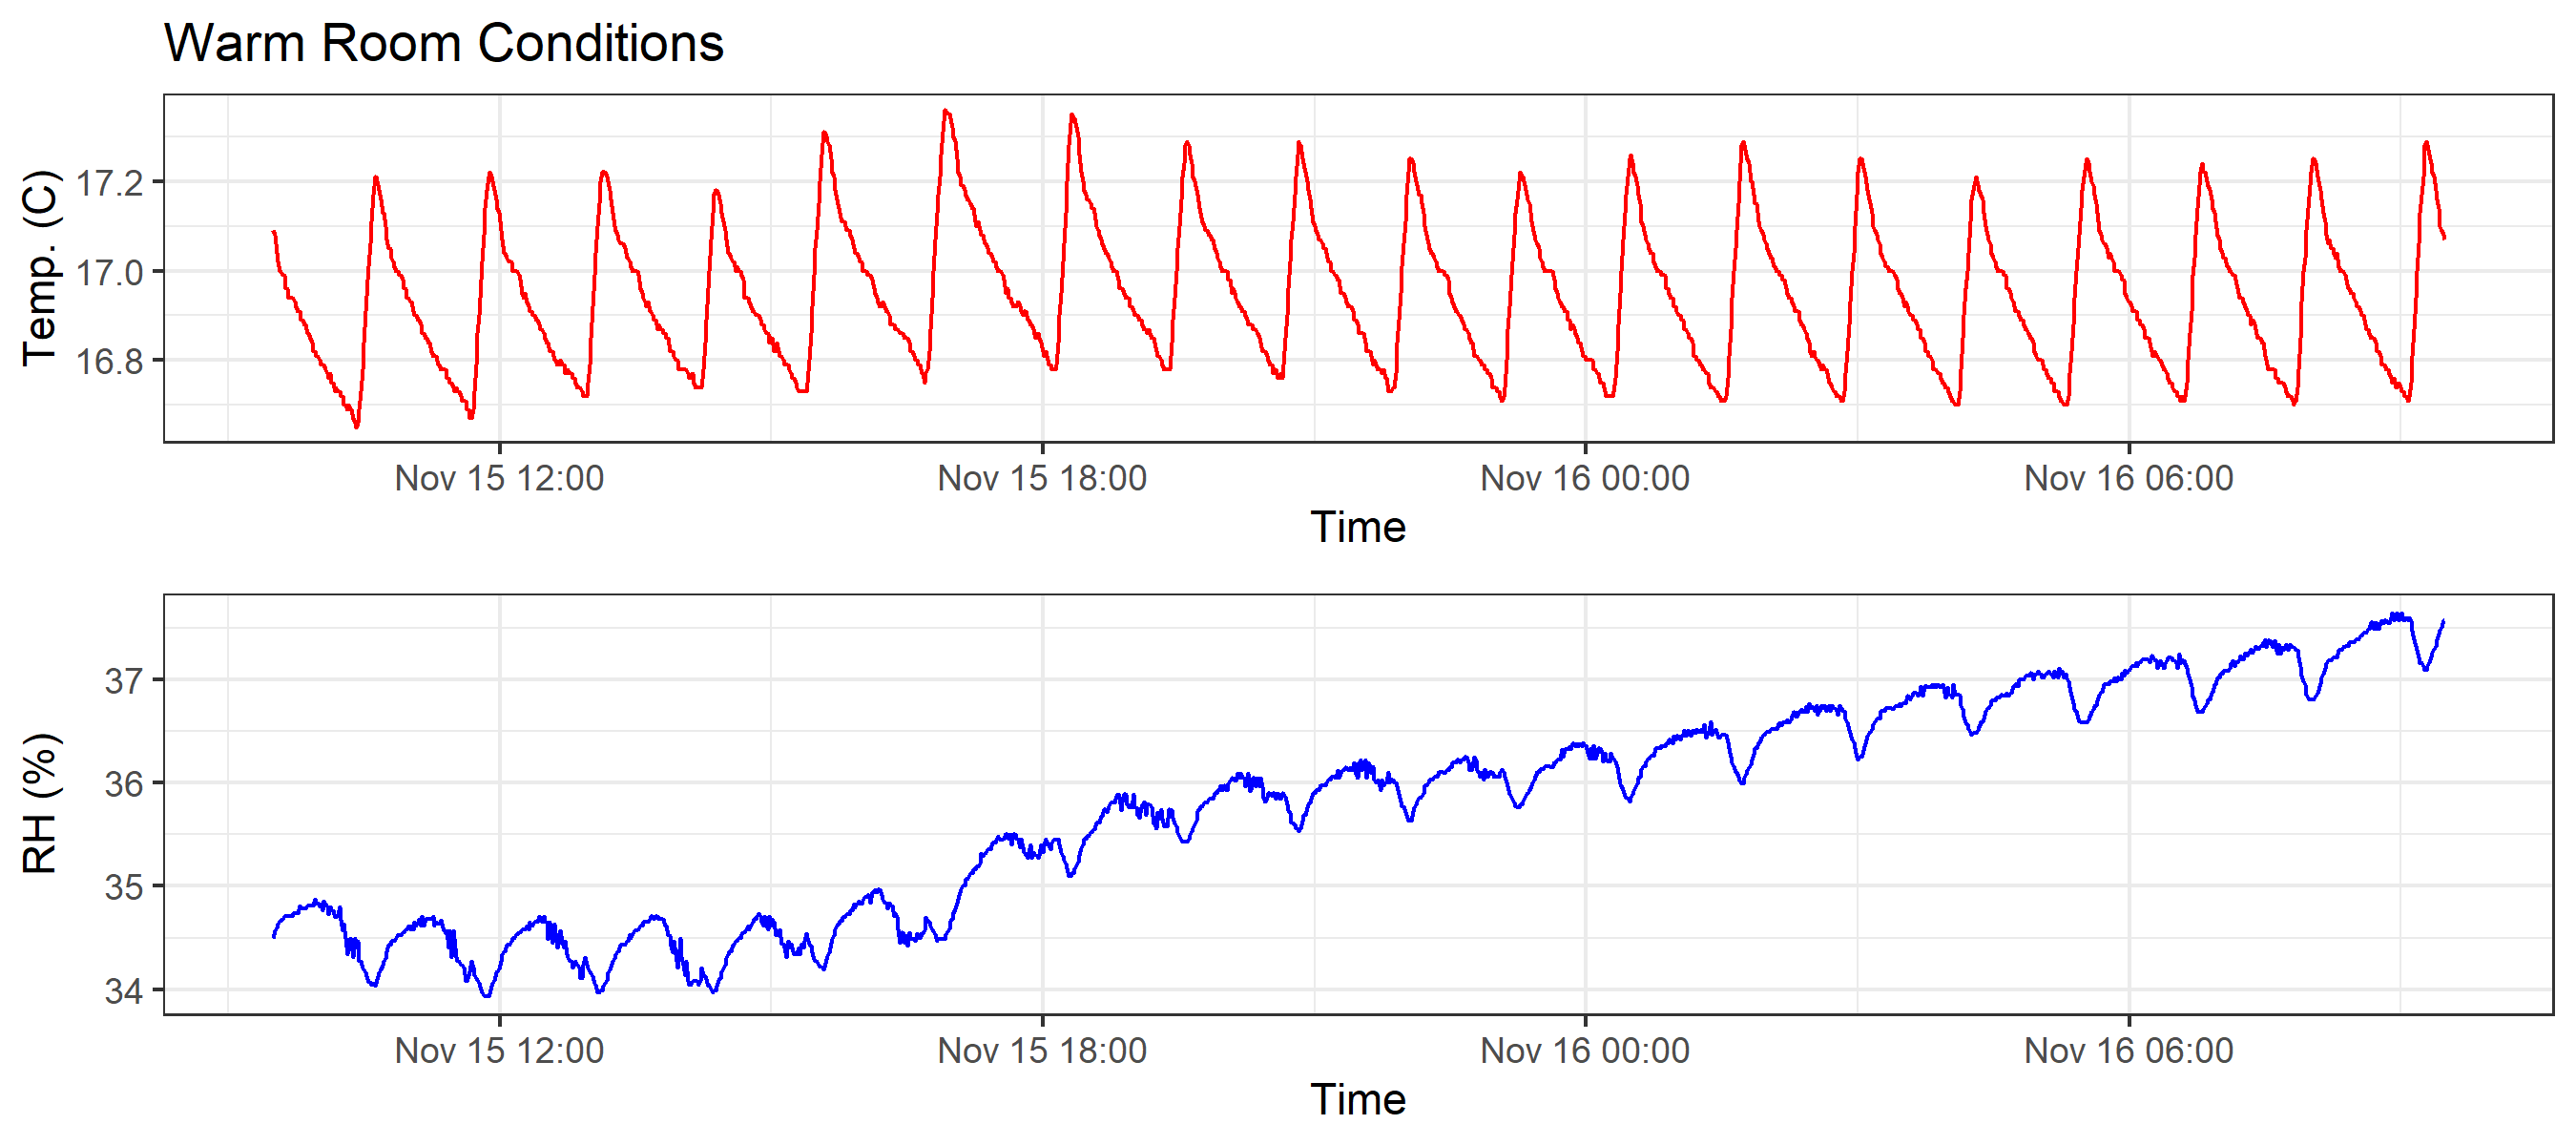 Warm Room Conditions
Temp. (C)
17.2
17.0
16.8
Nov 15 12:00 Nov 15 18:00 Nov 16 00:00 Nov 16 06:00
Time
RH (%)
37
36
35
34
Nov 15 12:00 Nov 15 18:00 Nov 16 00:00 Nov 16 06:00
Time